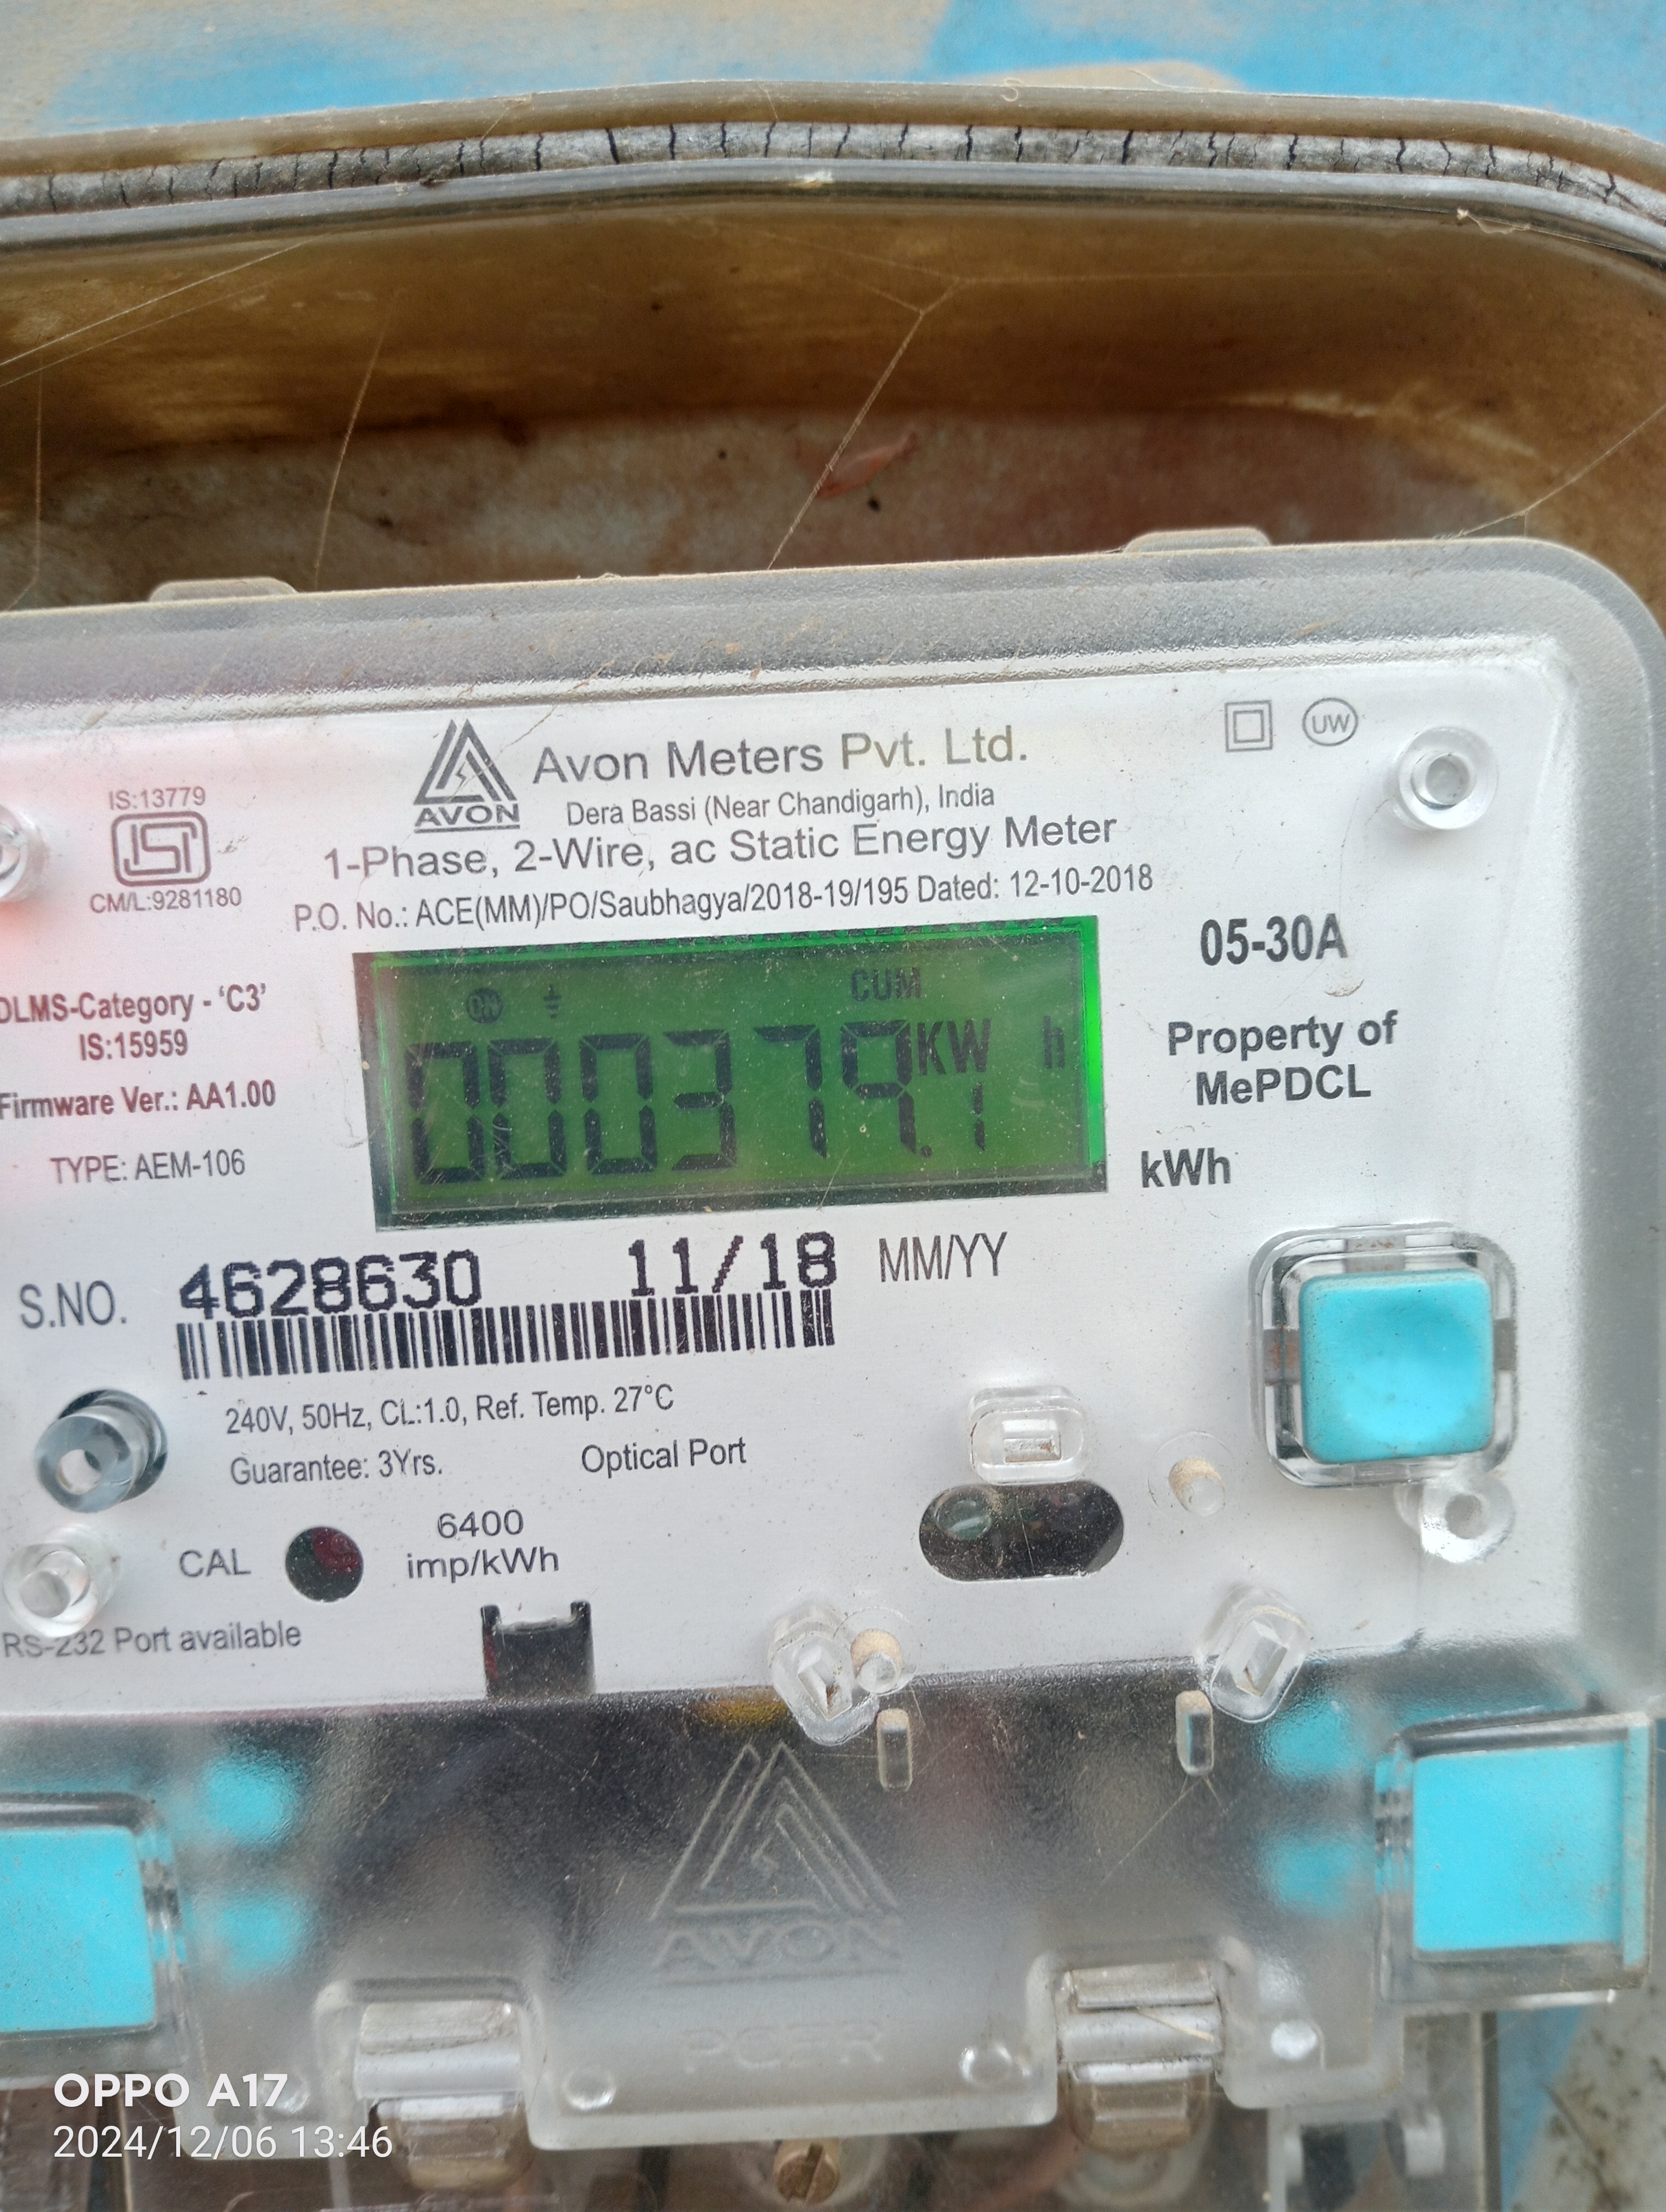 Avon Meters Pvt. Ltd.
AVON
Dera Bassi (Near Chandigarh), India
1-Phase, 2-Wire, ac Static Energy Meter
P.O. No.: ACE(MM)/PO/Saubhagya/2018-19/195 Dated: 12-10-2018
UW
IS:13779
ISI
CM/L:9281180
DLMS-Category - 'C3'
IS:15959
Firmware Ver.: AA1.00
TYPE: AEM-106
CUM
000379.1 KW h
05-30A
Property of
MePDCL
kWh
S.NO. 4628630 11/18 MM/YY
240V, 50Hz, CL:1.0, Ref. Temp. 27°C
Guarantee: 3Yrs. Optical Port
CAL
6400
imp/kWh
RS-232 Port available
AVON
OPPO A17
2024/12/06 13:46